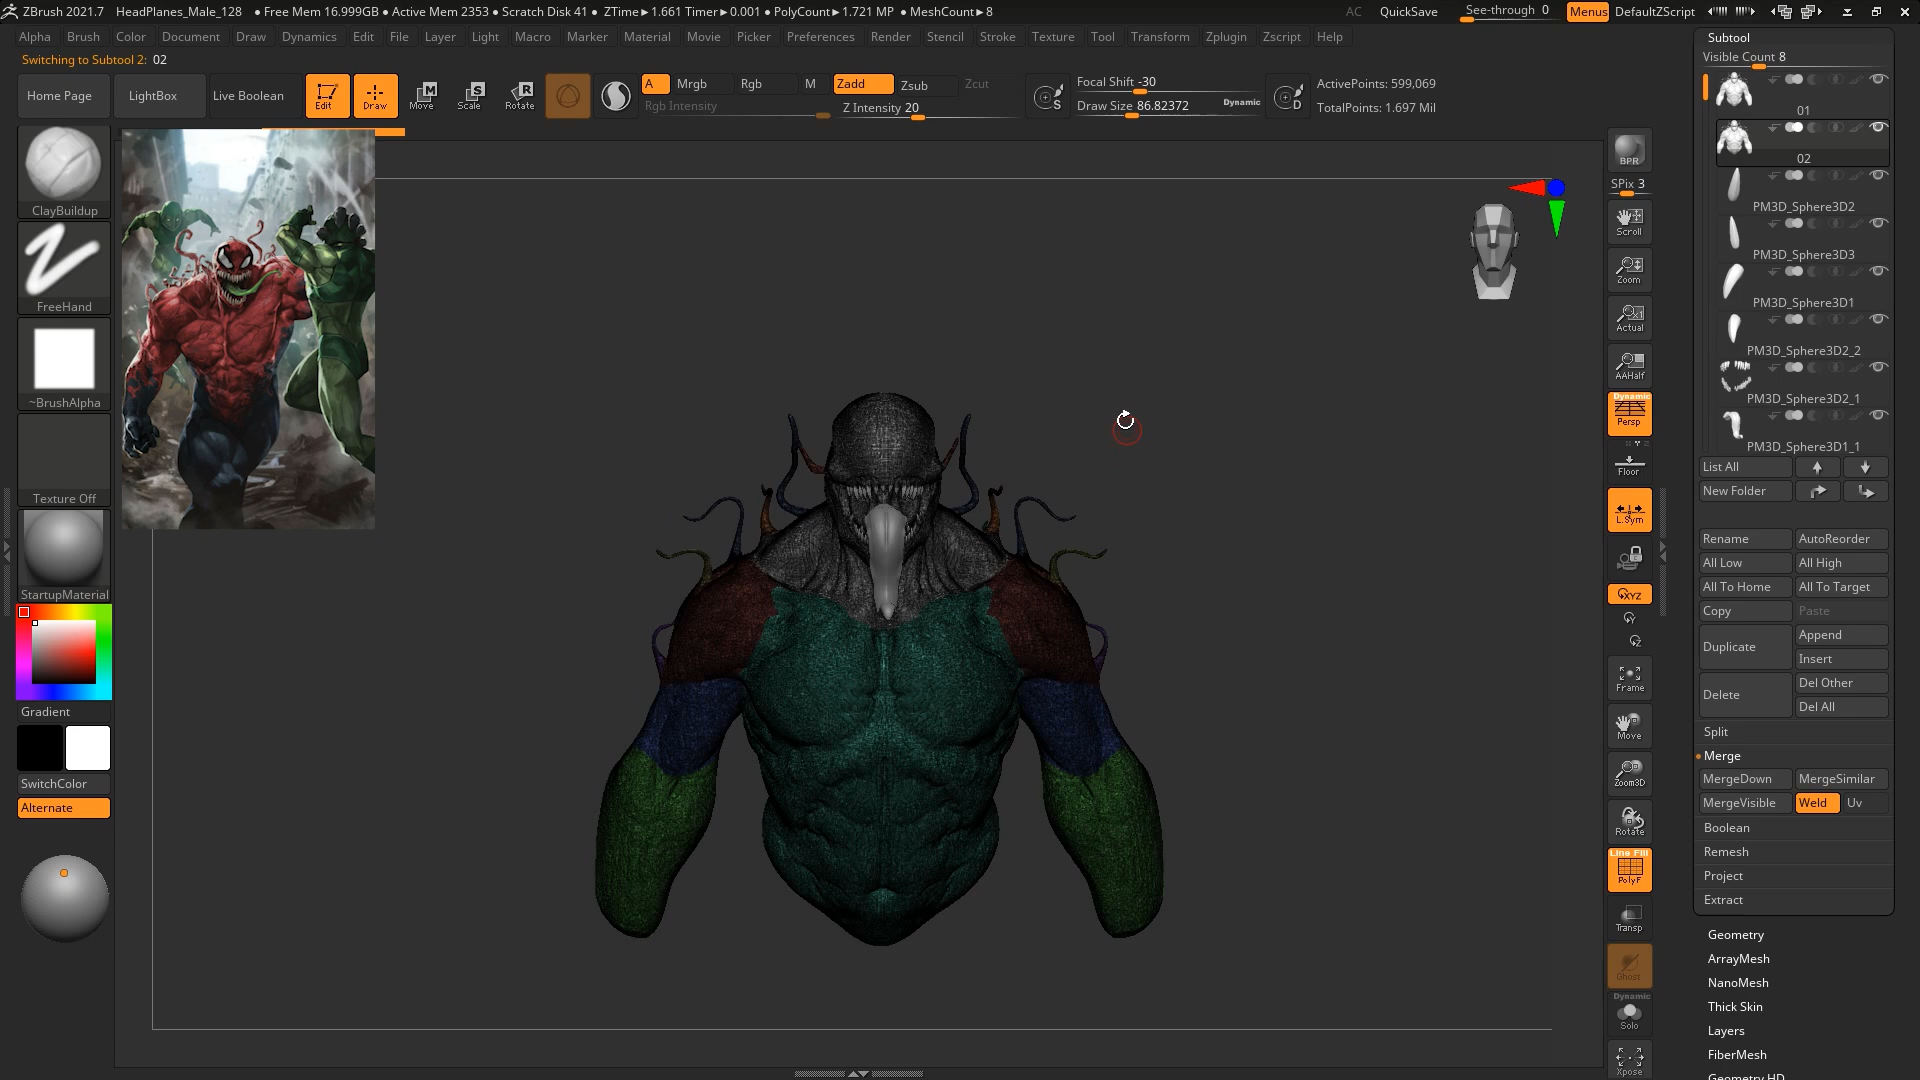 ZBrush 2021.7 HeadPlanes_Male_128 • Free Mem 16.999GB • Active Mem 2353 • Scratch Disk 41 • ZTime►1.661 Timer►0.001 • PolyCount►1.721 MP • MeshCount►8 AC QuickSave See-through 0 Menus DefaultZScript
Alpha Brush Color Document Draw Dynamics Edit File Layer Light Macro Marker Material Movie Picker Preferences Render Stencil Stroke Texture Tool Transform Zplugin Zscript Help
Switching to Subtool 2: 02
Home Page LightBox Live Boolean Edit Draw Move Scale Rotate
A Mrgb Rgb M Zadd Zsub Zcut
Rgb Intensity Z Intensity 20
S Focal Shift -30
Draw Size 86.82372 Dynamic
D ActivePoints: 599,069
TotalPoints: 1.697 Mil
ClayBuildup
FreeHand
~BrushAlpha
Texture Off
StartupMaterial
Gradient
SwitchColor
Alternate
BPR
SPix 3
Scroll
Zoom
Actual
AAHalf
Dynamic
Persp
Floor
L.Sym
XYZ
Y
Z
Frame
Move
Zoom3D
Rotate
Line Fill
PolyF
Transp
Ghost
Dynamic
Solo
Xpose
Subtool
Visible Count 8
01
02
PM3D_Sphere3D2
PM3D_Sphere3D3
PM3D_Sphere3D1
PM3D_Sphere3D2_2
PM3D_Sphere3D2_1
PM3D_Sphere3D1_1
List All
New Folder
Rename AutoReorder
All Low All High
All To Home All To Target
Copy Paste
Duplicate Append
Insert
Delete Del Other
Del All
Split
Merge
MergeDown MergeSimilar
MergeVisible Weld Uv
Boolean
Remesh
Project
Extract
Geometry
ArrayMesh
NanoMesh
Thick Skin
Layers
FiberMesh
Geometry HD